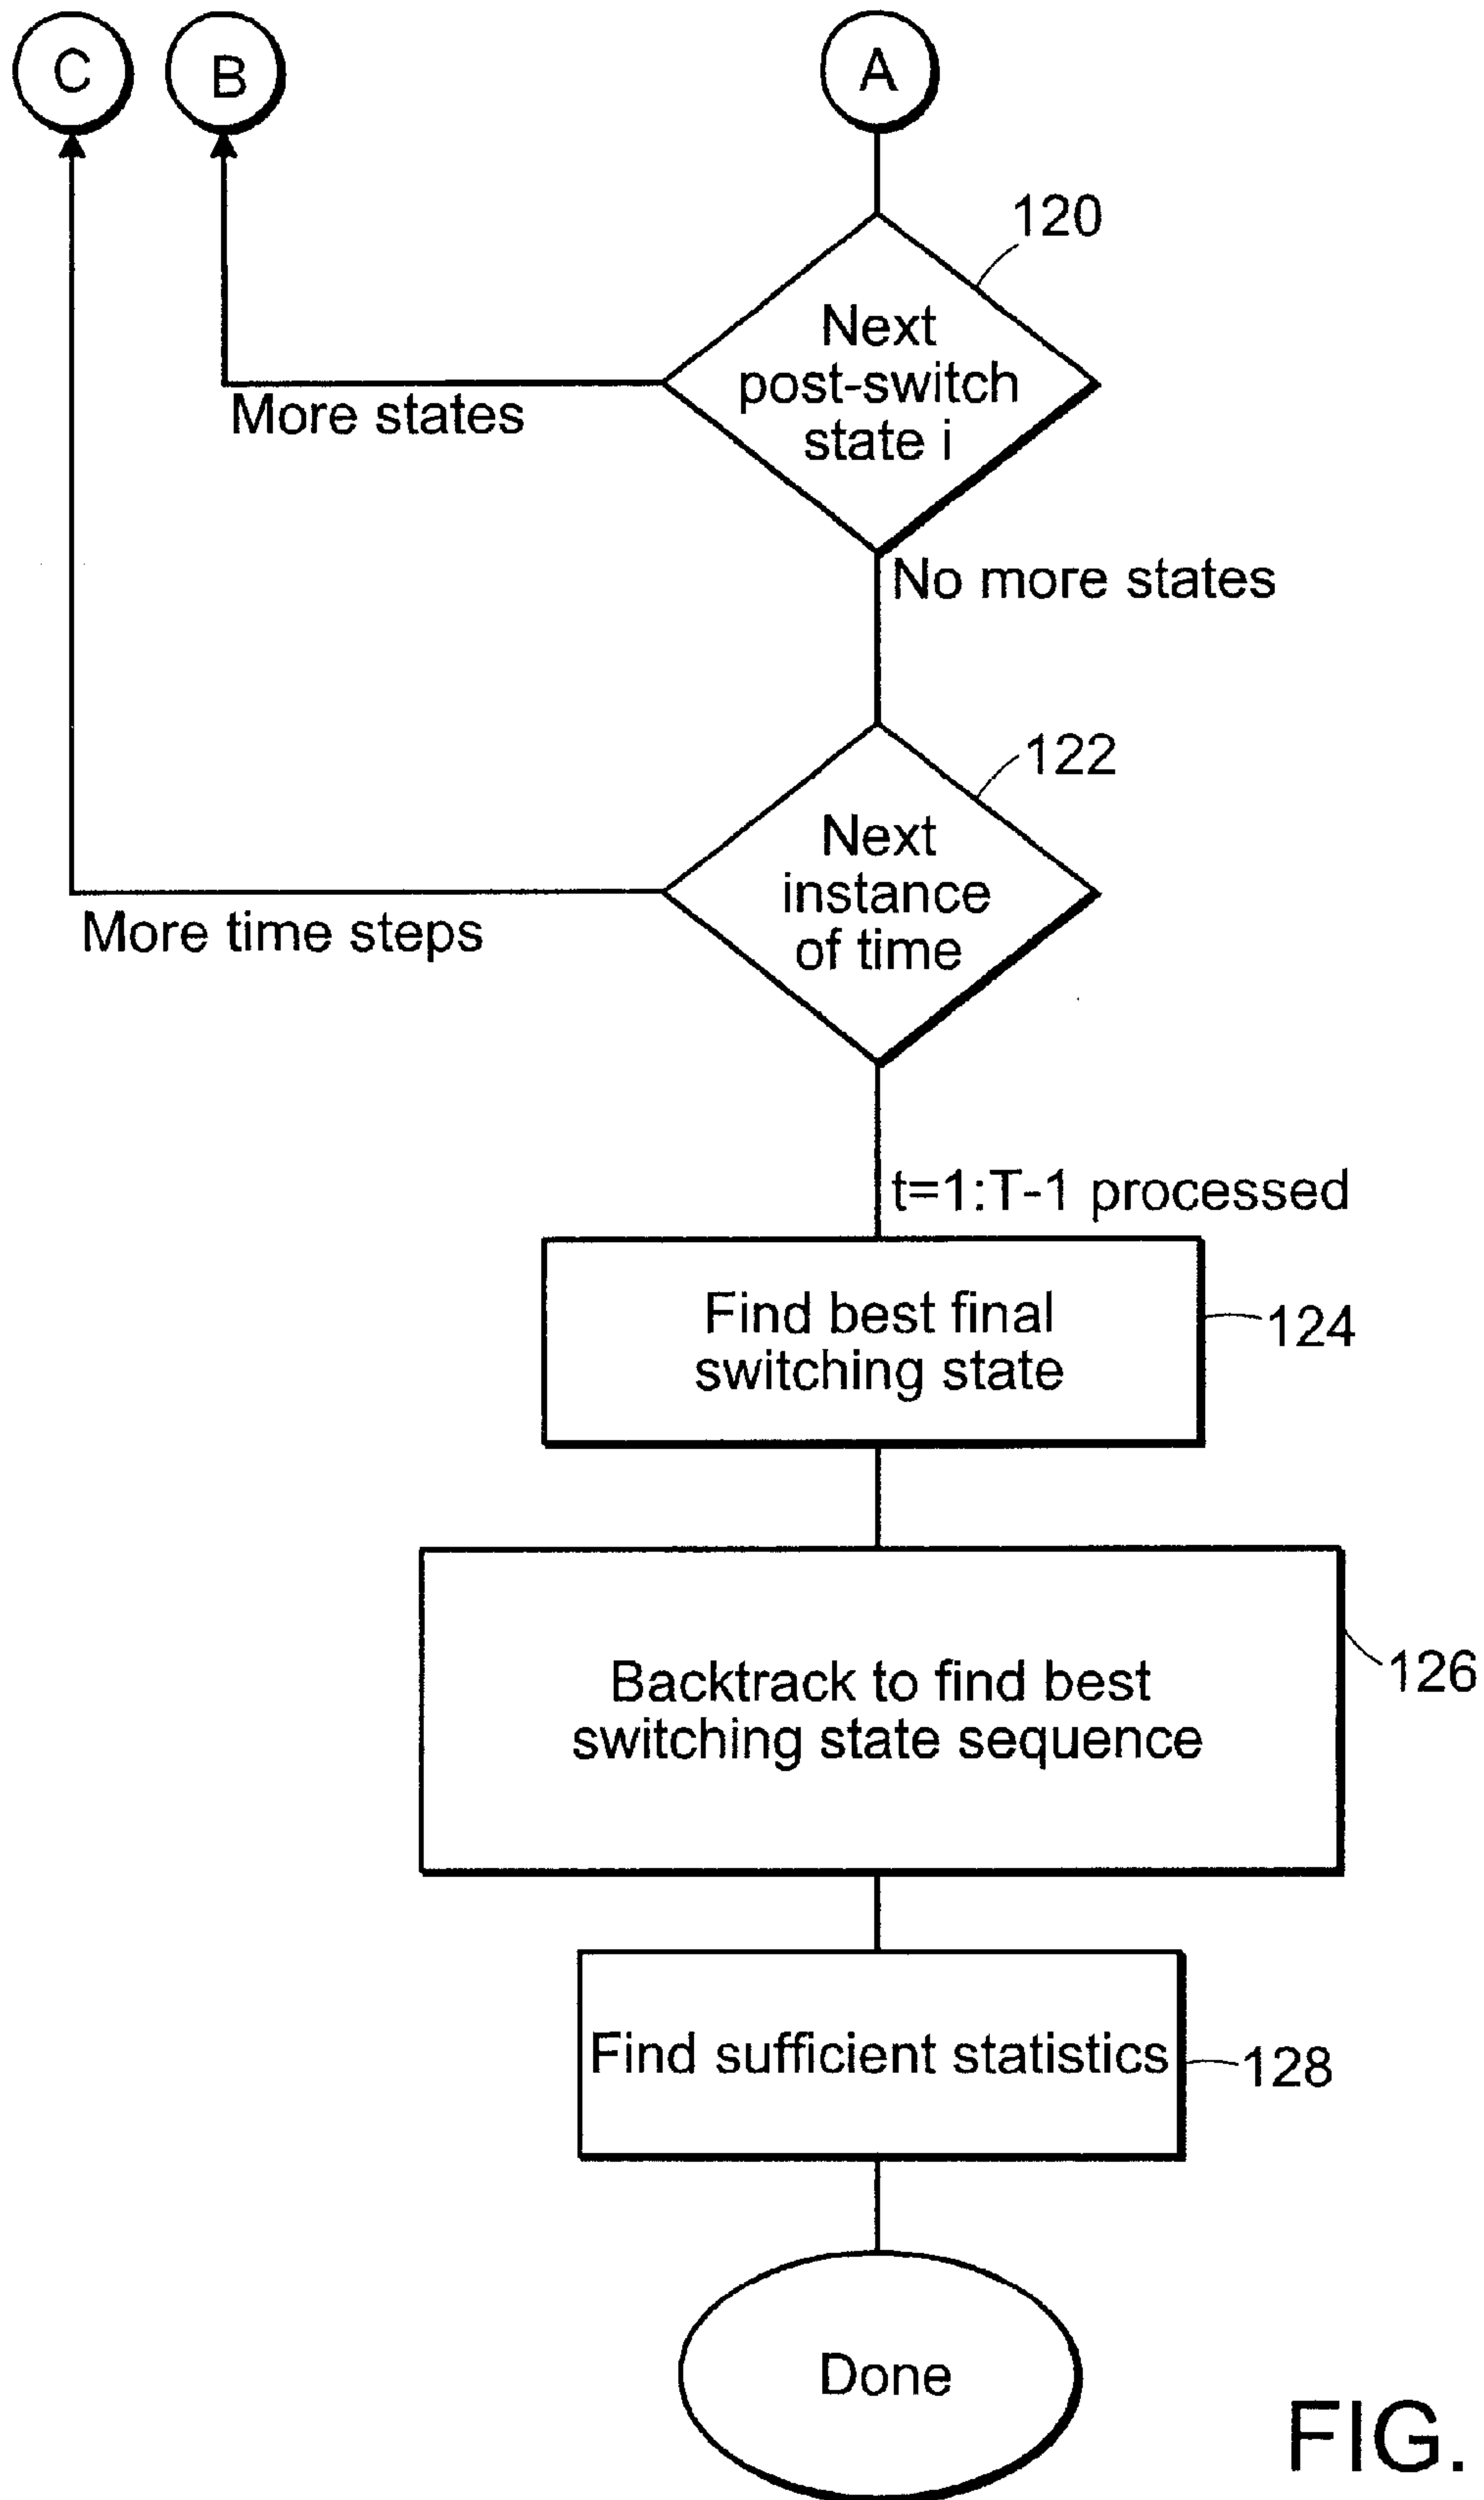 C
B
A
120
Next
post-switch
state i
More states
No more states
122
Next
instance
of time
More time steps
t=1:T-1 processed
Find best final
switching state
124
Backtrack to find best
switching state sequence
126
Find sufficient statistics
128
Done
FIG.